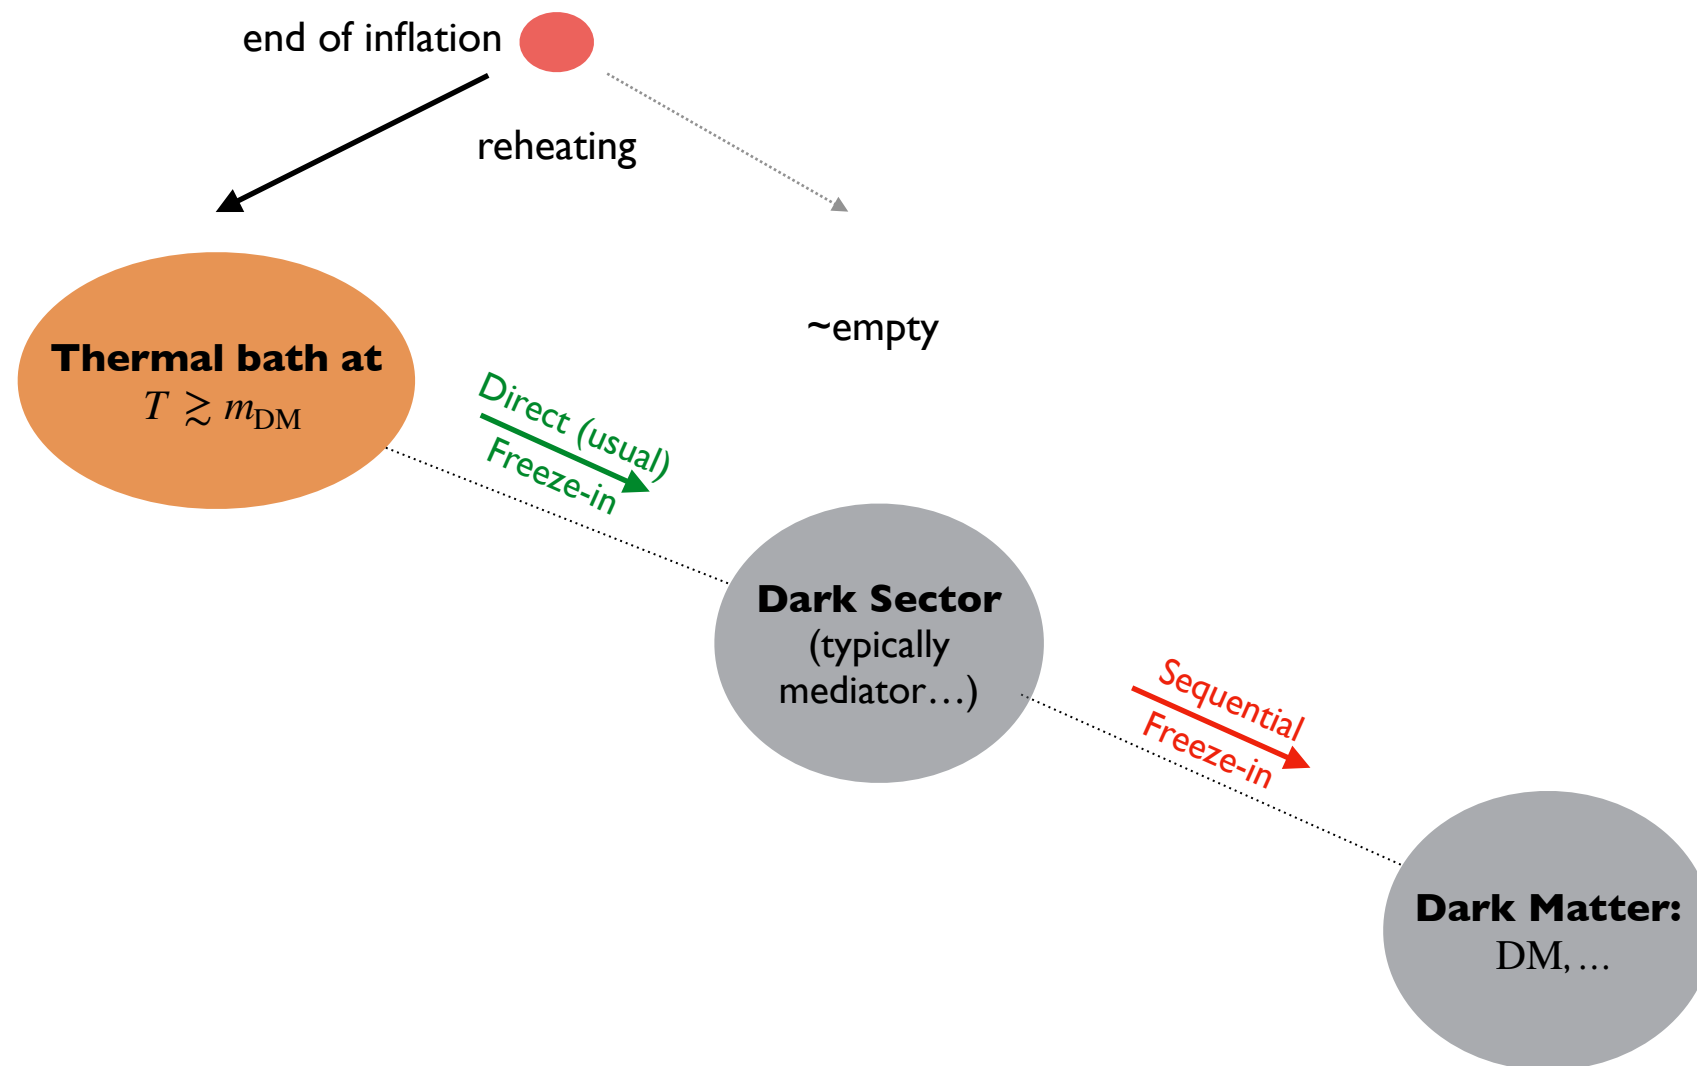 end of inflation
reheating
~empty
Thermal bath at
T ≳ m_DM
Direct (usual)
Freeze-in
Dark Sector
(typically
mediator…)
Sequential
Freeze-in
Dark Matter:
DM, …